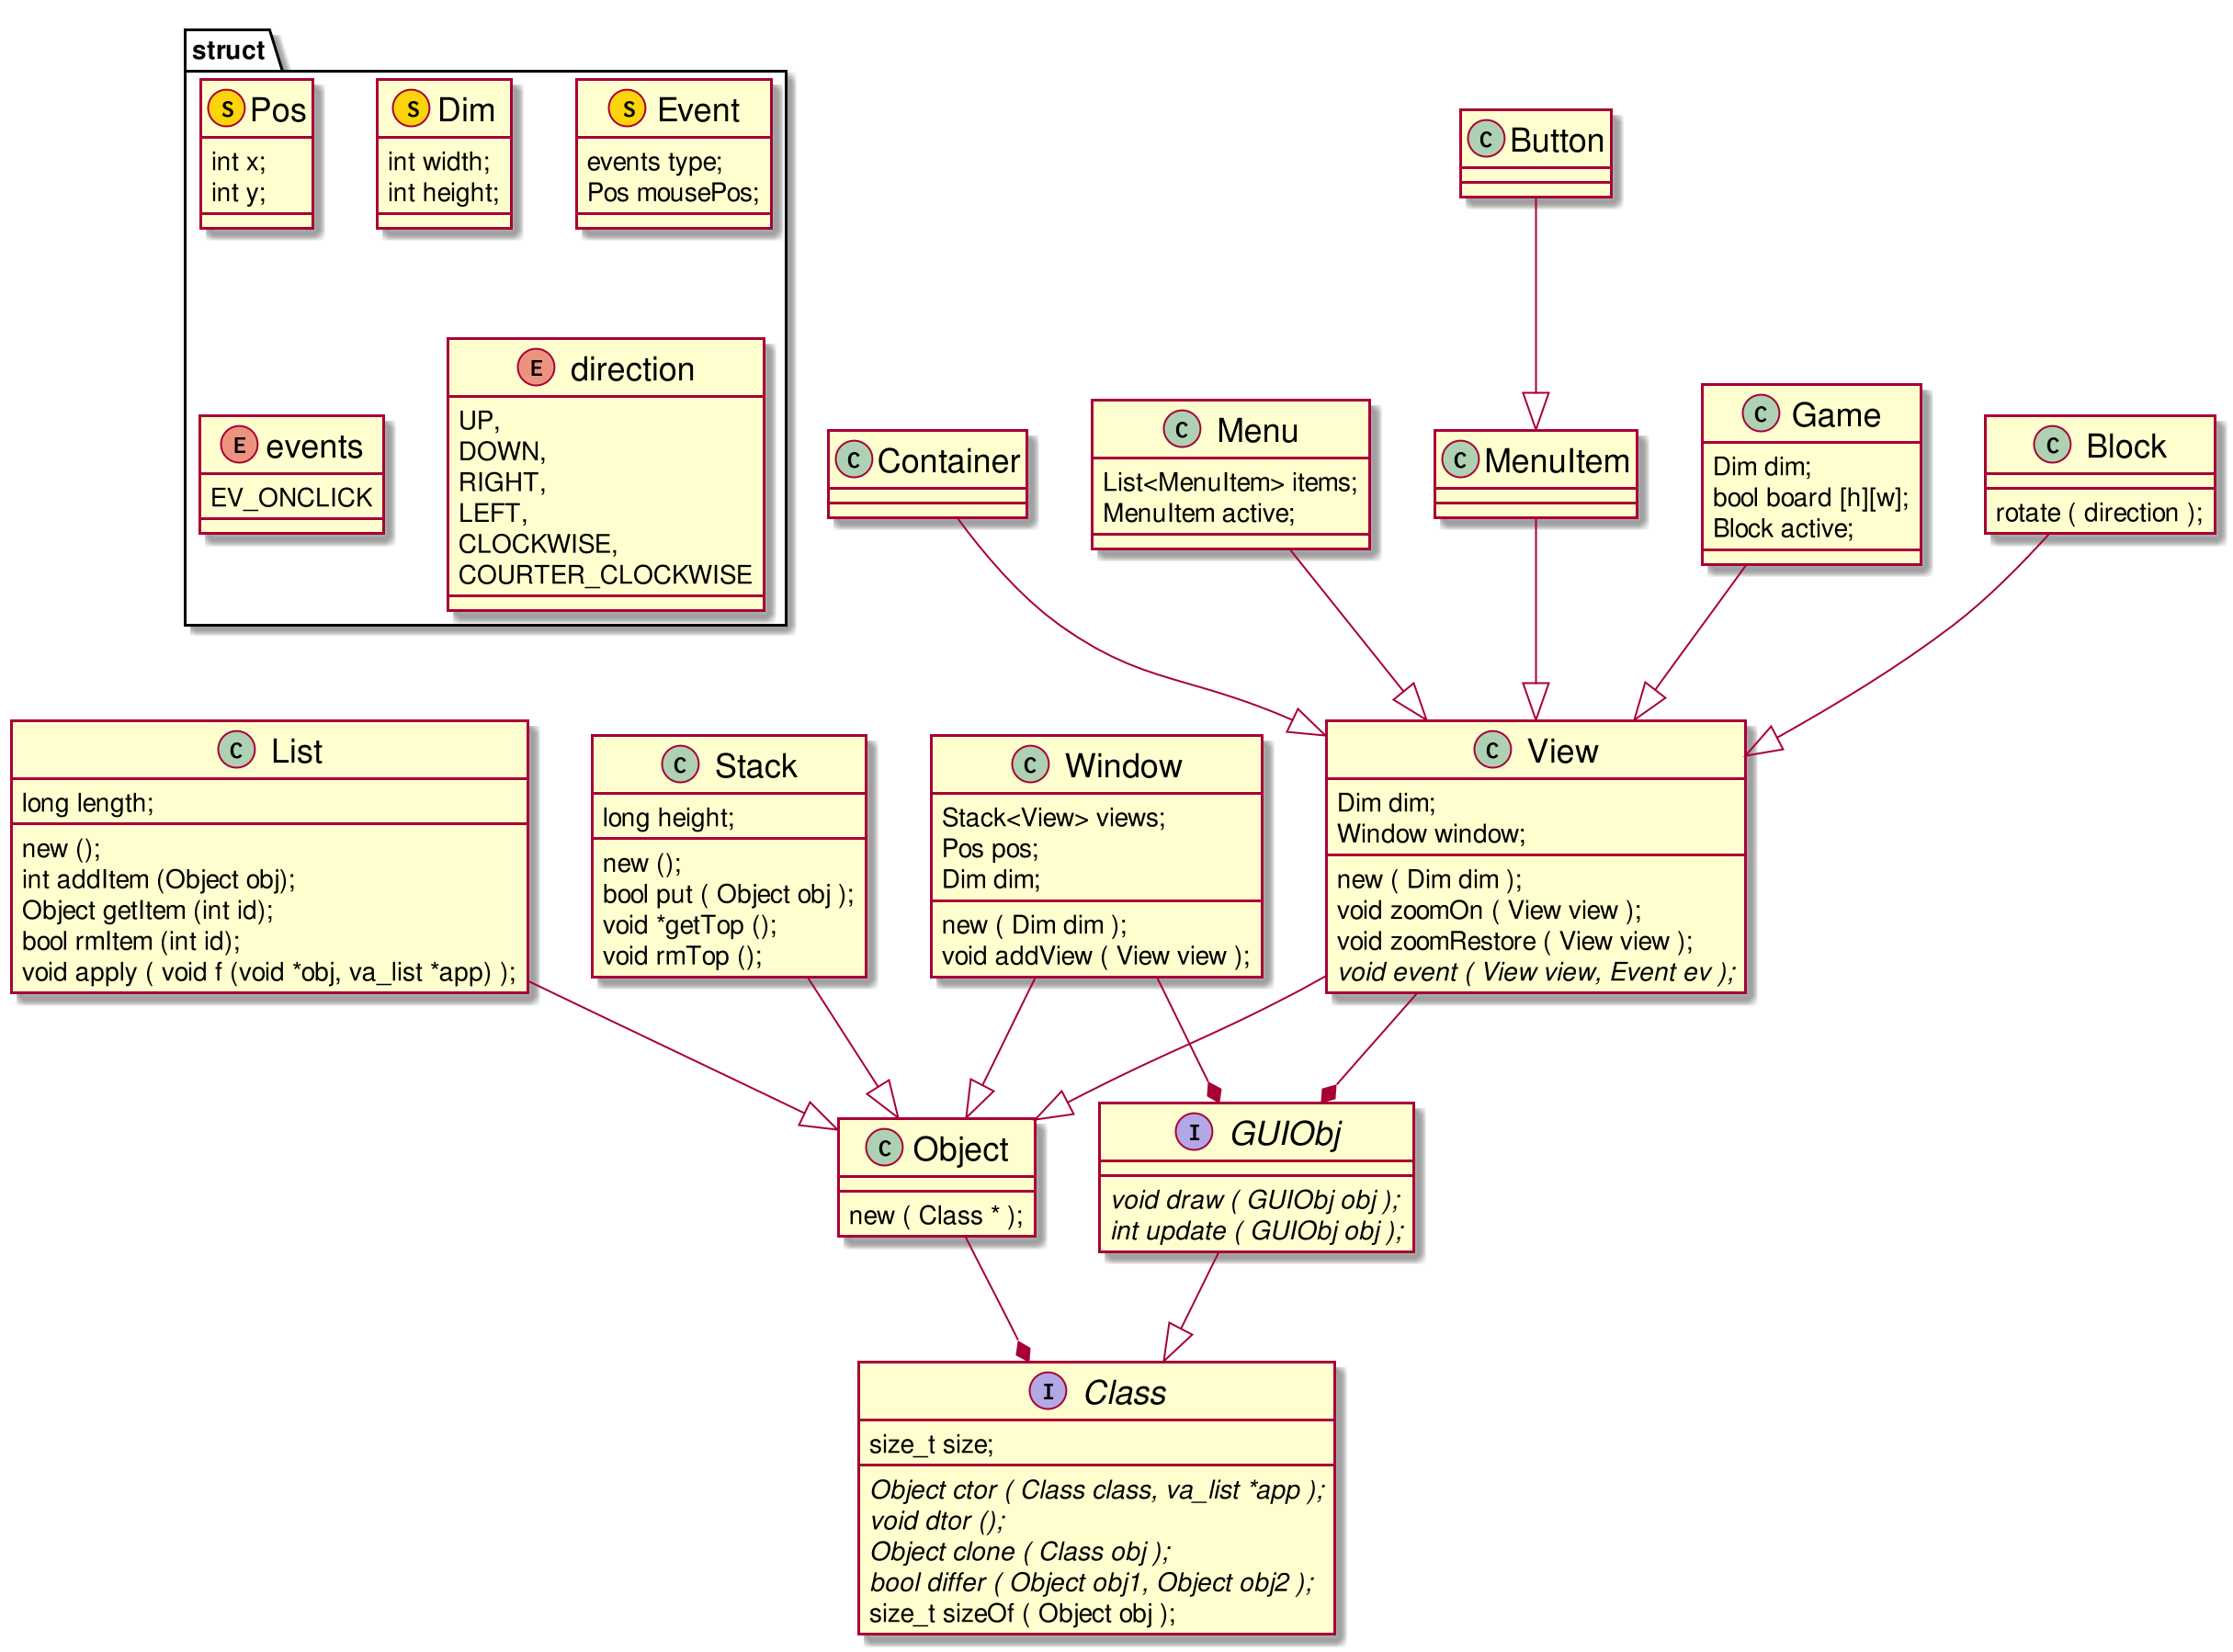 struct
S Pos
int x;
int y;
S Dim
int width;
int height;
S Event
events type;
Pos mousePos;
E events
EV_ONCLICK
E direction
UP,
DOWN,
RIGHT,
LEFT,
CLOCKWISE,
COURTER_CLOCKWISE
C Button
C Container
C Menu
List<MenuItem> items;
MenuItem active;
C MenuItem
C Game
Dim dim;
bool board [h][w];
Block active;
C Block
rotate ( direction );
C List
long length;
new ();
int addItem (Object obj);
Object getItem (int id);
bool rmItem (int id);
void apply ( void f (void *obj, va_list *app) );
C Stack
long height;
new ();
bool put ( Object obj );
void *getTop ();
void rmTop ();
C Window
Stack<View> views;
Pos pos;
Dim dim;
new ( Dim dim );
void addView ( View view );
C View
Dim dim;
Window window;
new ( Dim dim );
void zoomOn ( View view );
void zoomRestore ( View view );
void event ( View view, Event ev );
C Object
new ( Class * );
I GUIObj
void draw ( GUIObj obj );
int update ( GUIObj obj );
I Class
size_t size;
Object ctor ( Class class, va_list *app );
void dtor ();
Object clone ( Class obj );
bool differ ( Object obj1, Object obj2 );
size_t sizeOf ( Object obj );